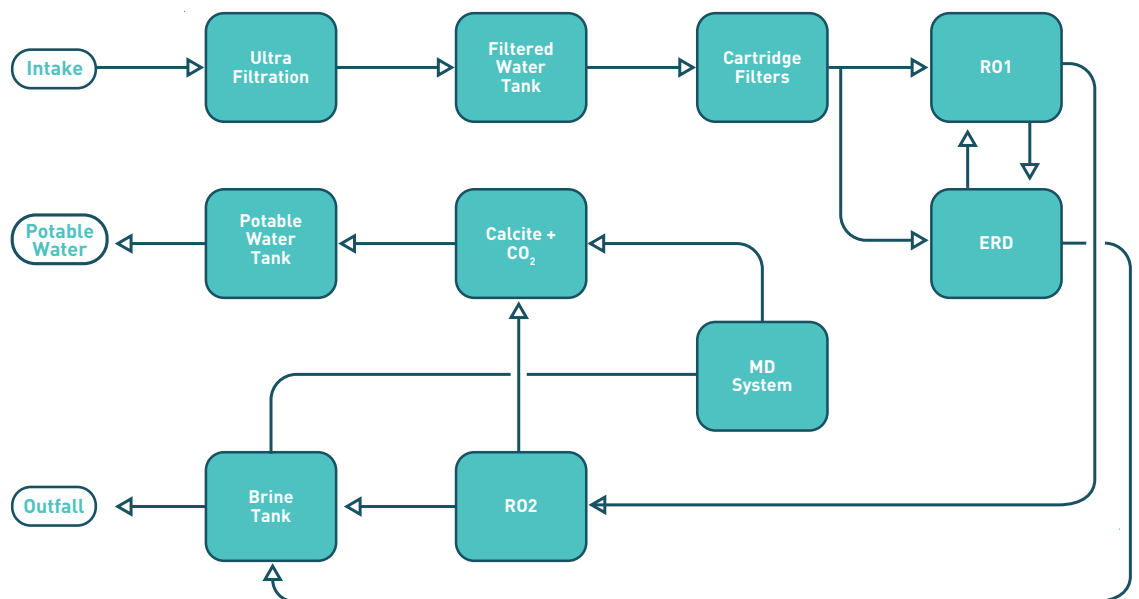 Intake
Ultra
Filtration
Filtered
Water
Tank
Cartridge
Filters
RO1
Potable
Water
Potable
Water
Tank
Calcite +
CO₂
ERD
MD
System
Outfall
Brine
Tank
RO2